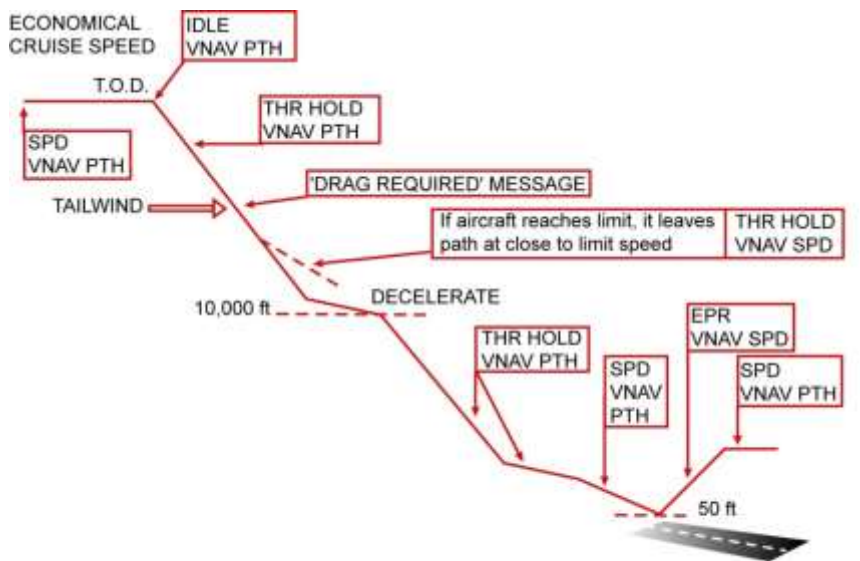 ECONOMICAL
CRUISE SPEED
IDLE
VNAV PTH
T.O.D.
THR HOLD
VNAV PTH
SPD
VNAV PTH
'DRAG REQUIRED' MESSAGE
TAILWIND
If aircraft reaches limit, it leaves
path at close to limit speed
THR HOLD
VNAV SPD
10,000 ft
DECELERATE
THR HOLD
VNAV PTH
EPR
VNAV SPD
SPD
VNAV
PTH
SPD
VNAV PTH
50 ft